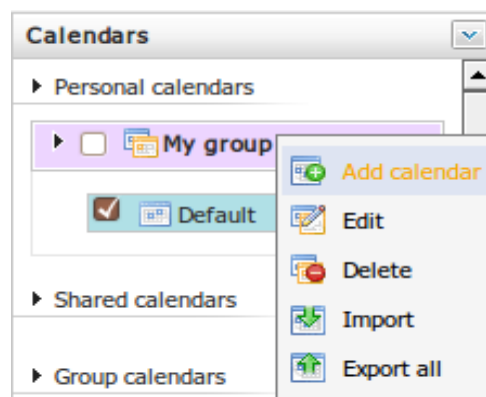 Calendars
Personal calendars
My group
Add calendar
Default
Edit
Delete
Shared calendars
Import
Group calendars
Export all